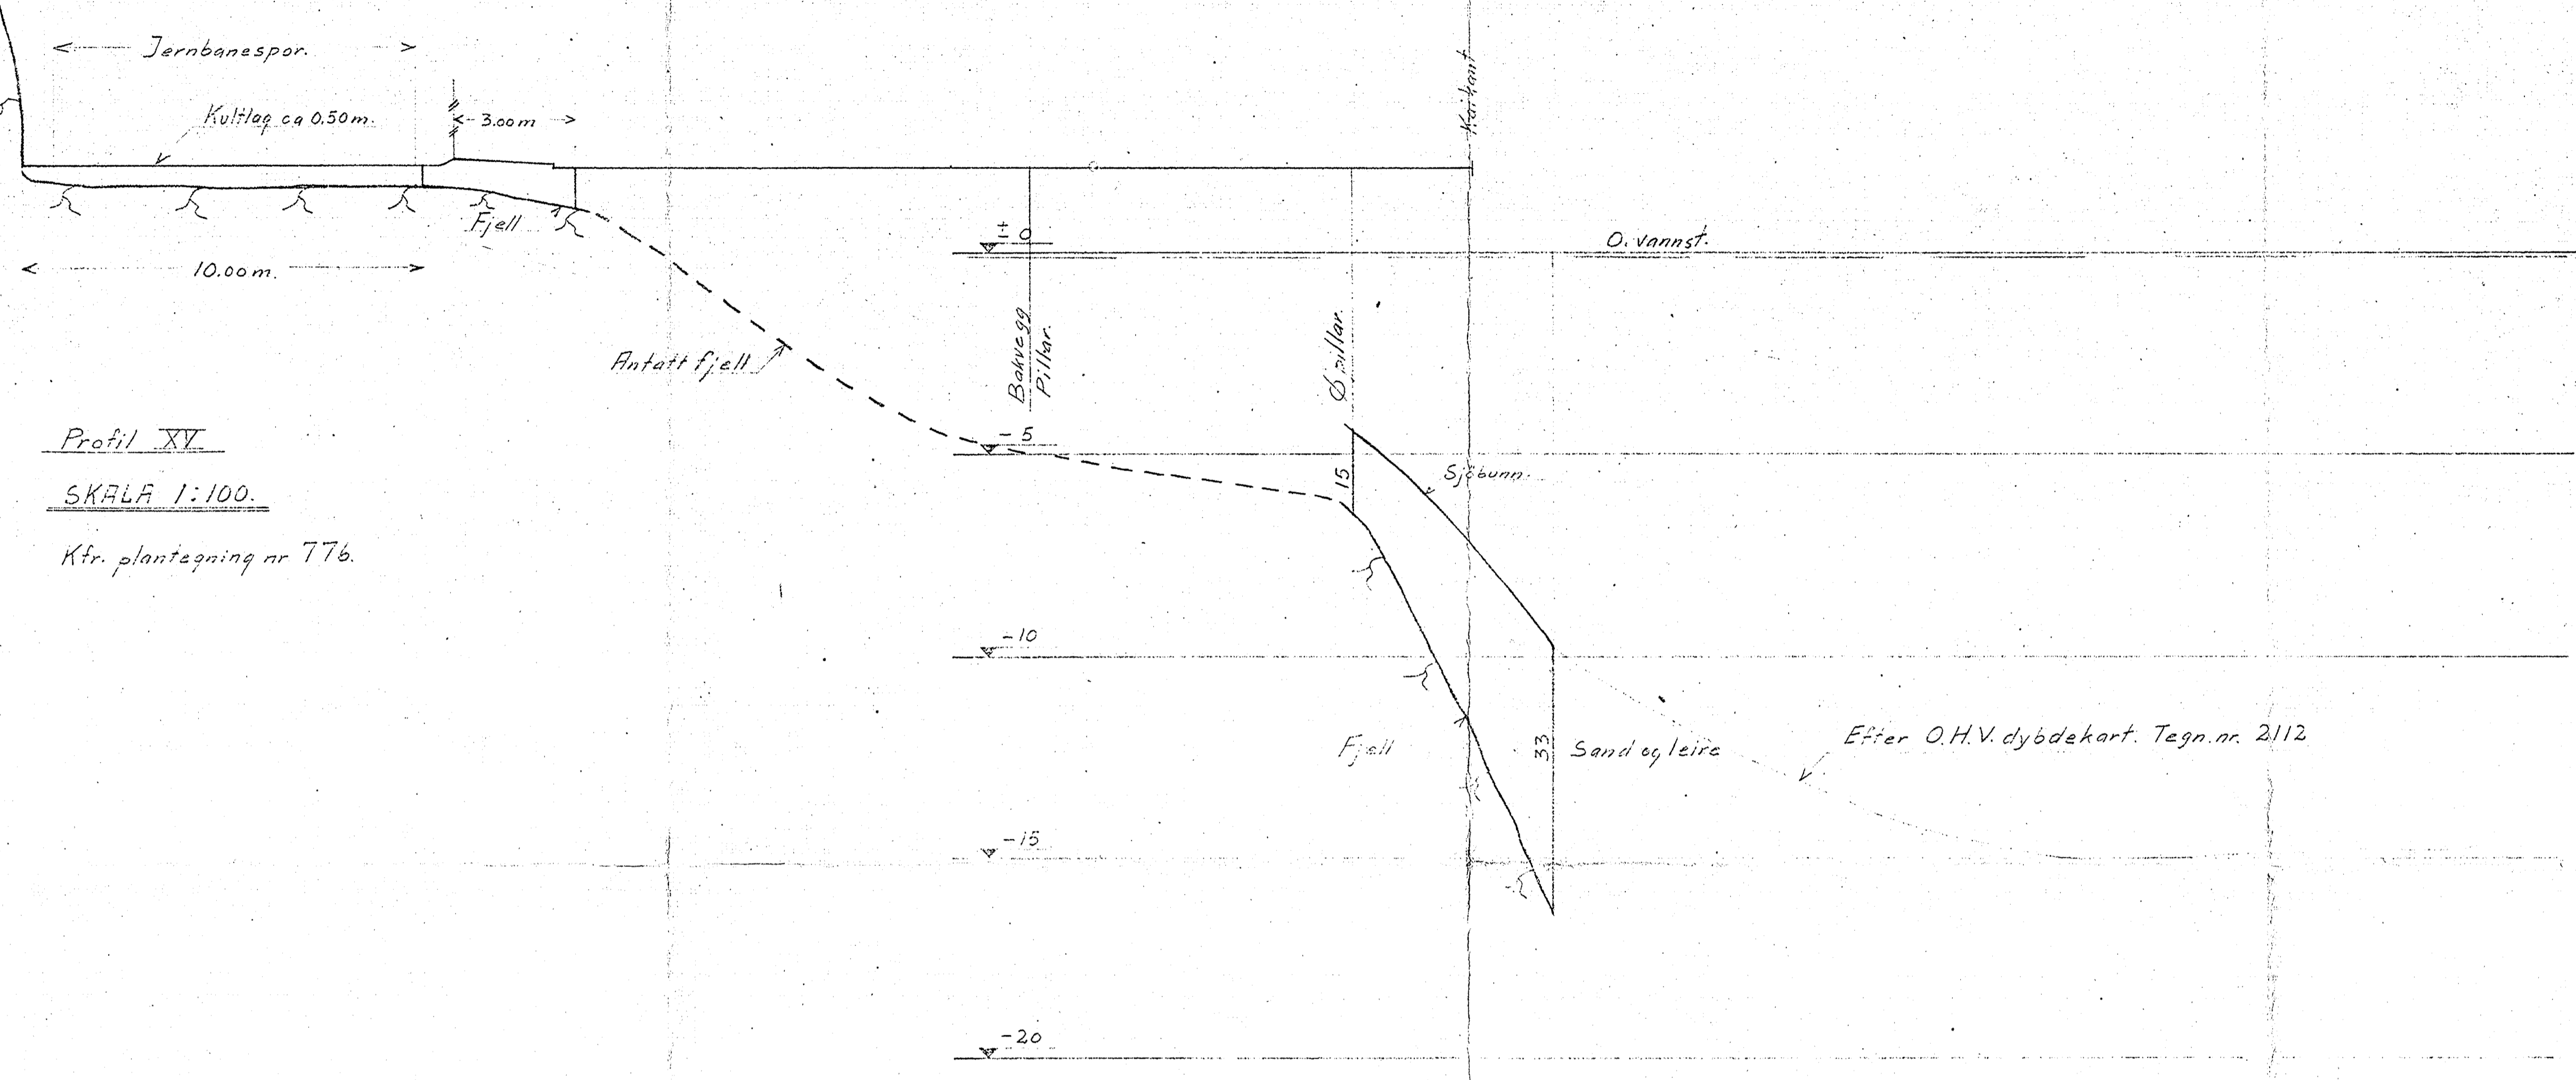 Jernbanespor.
Kultlag ca 0.50 m.
3.00 m
Kaikant
Fjell
10.00 m.
± 0
O. vannst.
Bakvegg
Pillar.
Ø pillar.
Antatt fjell
- 5
15
Sjøbunn.
Profil XV
SKALA 1:100.
Kfr. plantegning nr 776.
-10
Fjell
33
Sand og leire
Efter O.H.V. dybdekart. Tegn. nr. 2112
-15
-20